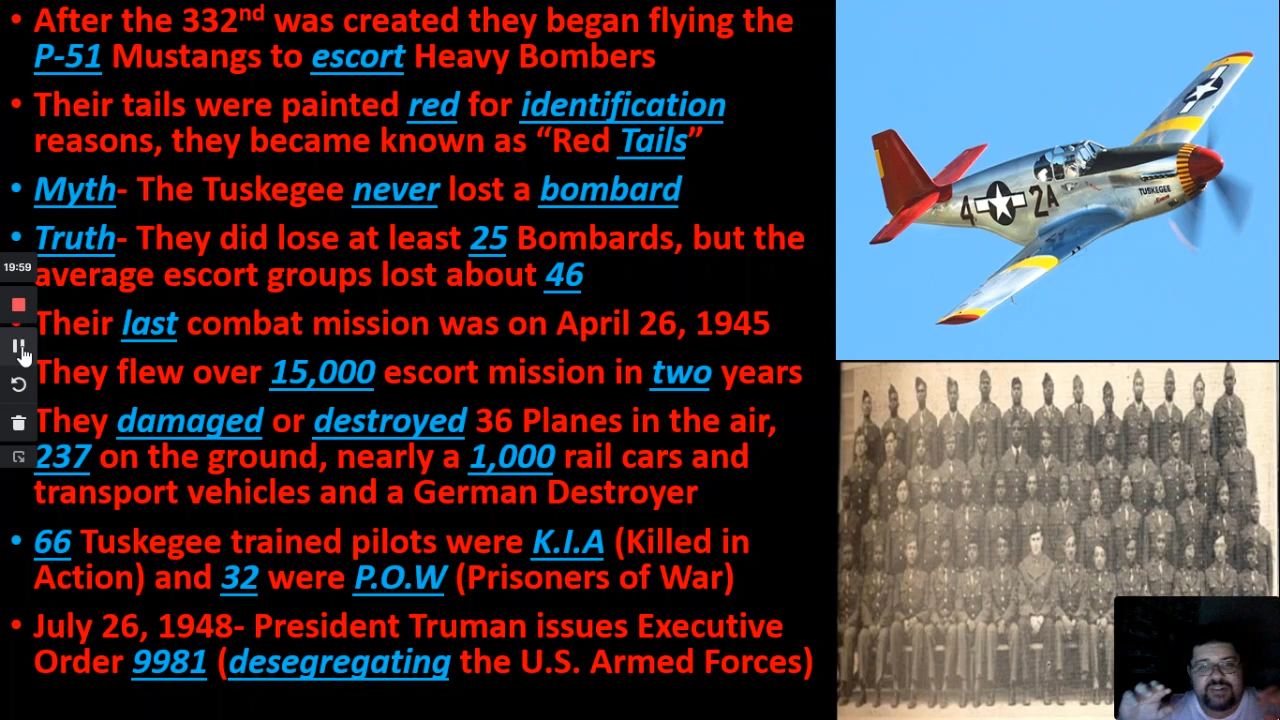 • After the 332nd was created they began flying the
P-51 Mustangs to escort Heavy Bombers
• Their tails were painted red for identification
reasons, they became known as “Red Tails”
• Myth- The Tuskegee never lost a bombard
• Truth- They did lose at least 25 Bombards, but the
average escort groups lost about 46
19:59
Their last combat mission was on April 26, 1945
They flew over 15,000 escort mission in two years
They damaged or destroyed 36 Planes in the air,
237 on the ground, nearly a 1,000 rail cars and
transport vehicles and a German Destroyer
• 66 Tuskegee trained pilots were K.I.A (Killed in
Action) and 32 were P.O.W (Prisoners of War)
• July 26, 1948- President Truman issues Executive
Order 9981 (desegregating the U.S. Armed Forces)
TUSKEGEE
4 2A